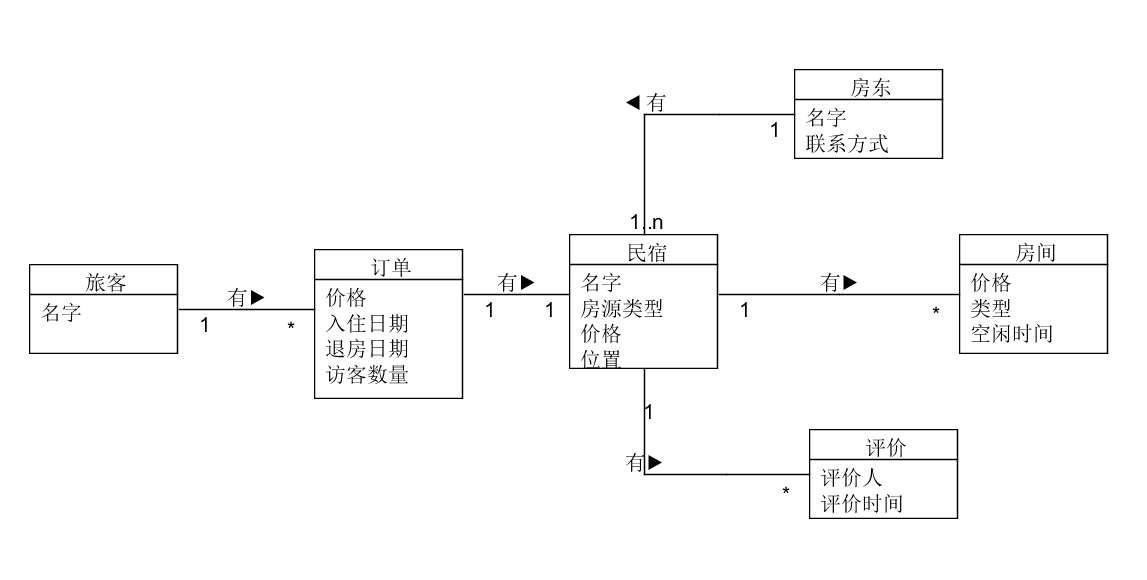 房东
名字
联系方式
◀ 有
1
1..n
旅客
名字
有▶
1
*
订单
价格
入住日期
退房日期
访客数量
有▶
1
1
民宿
名字
房源类型
价格
位置
有▶
1
*
房间
价格
类型
空闲时间
1
有▶
*
评价
评价人
评价时间